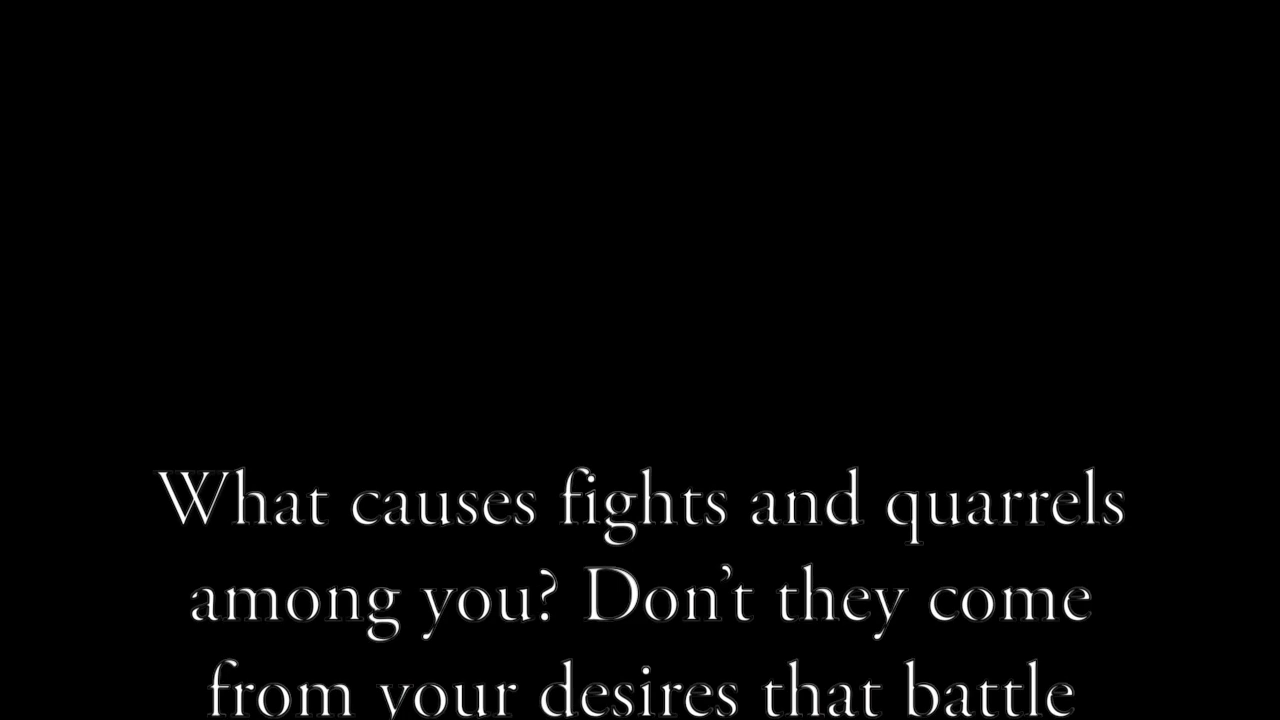 What causes fights and quarrels
among you? Don’t they come
from your desires that battle